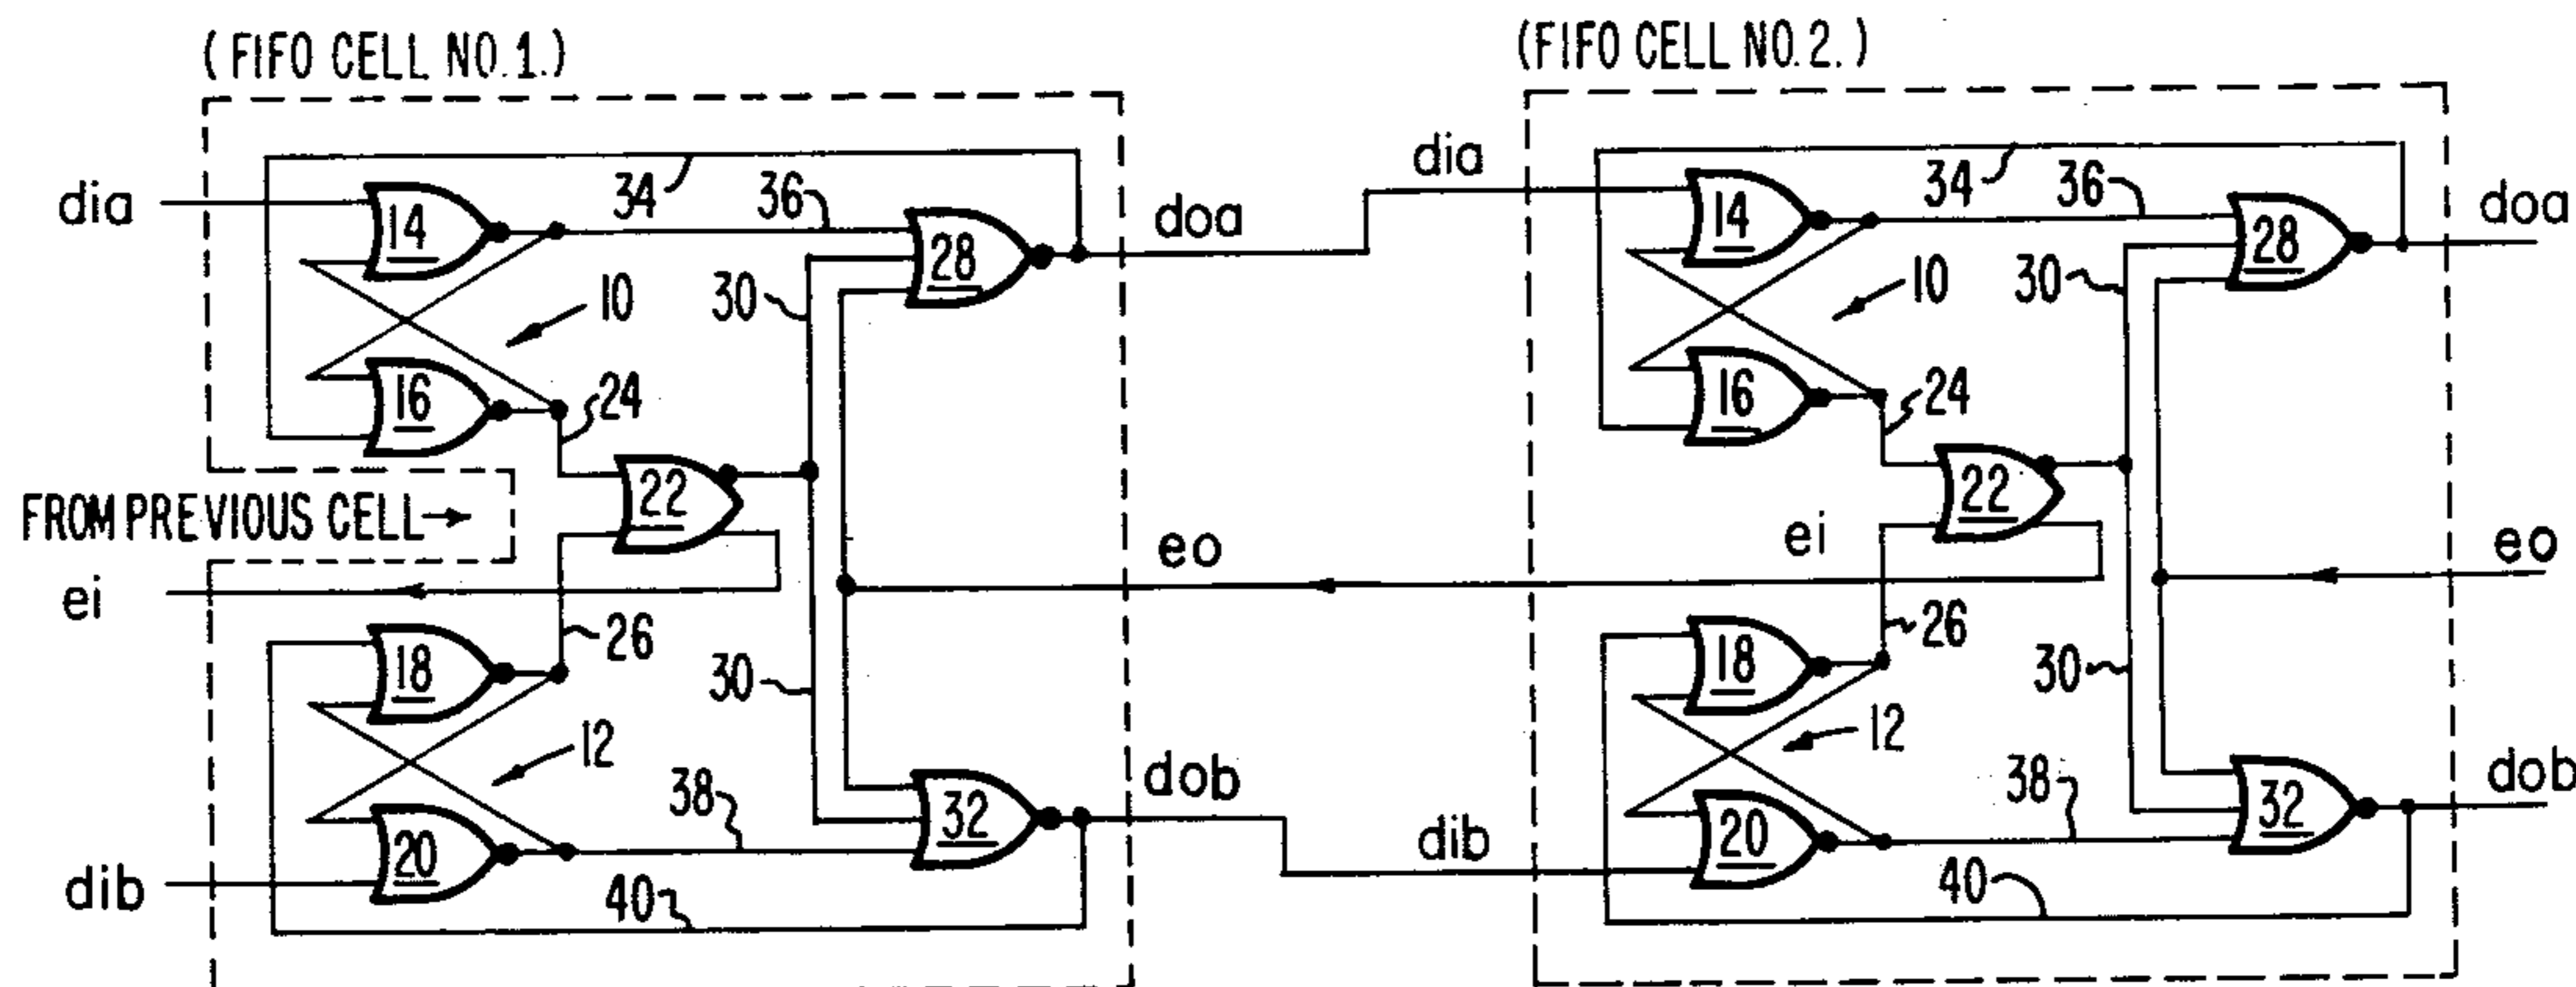 (FIFO CELL NO.1.)
(FIFO CELL NO.2.)
dia
14
34
36
28
doa
dia
14
34
36
28
doa
10
30
10
30
16
24
16
24
FROM PREVIOUS CELL→
22
eo
ei
22
eo
ei
18
26
30
18
26
30
12
38
dob
12
38
dob
20
32
dib
20
32
dib
40
40